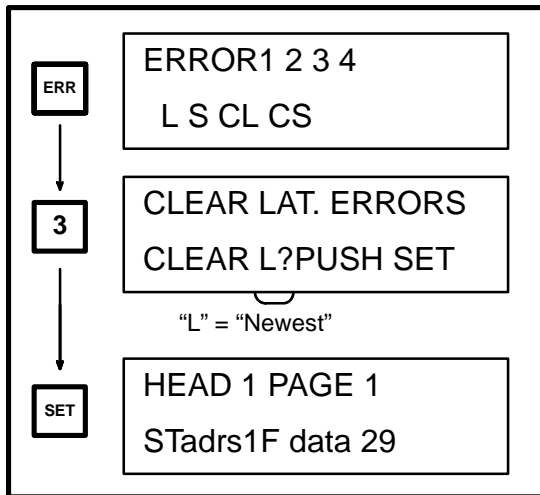 ERR
ERROR1 2 3 4
L S CL CS
3
CLEAR LAT. ERRORS
CLEAR L?PUSH SET
“L” = “Newest”
SET
HEAD 1 PAGE 1
STadrs1F data 29